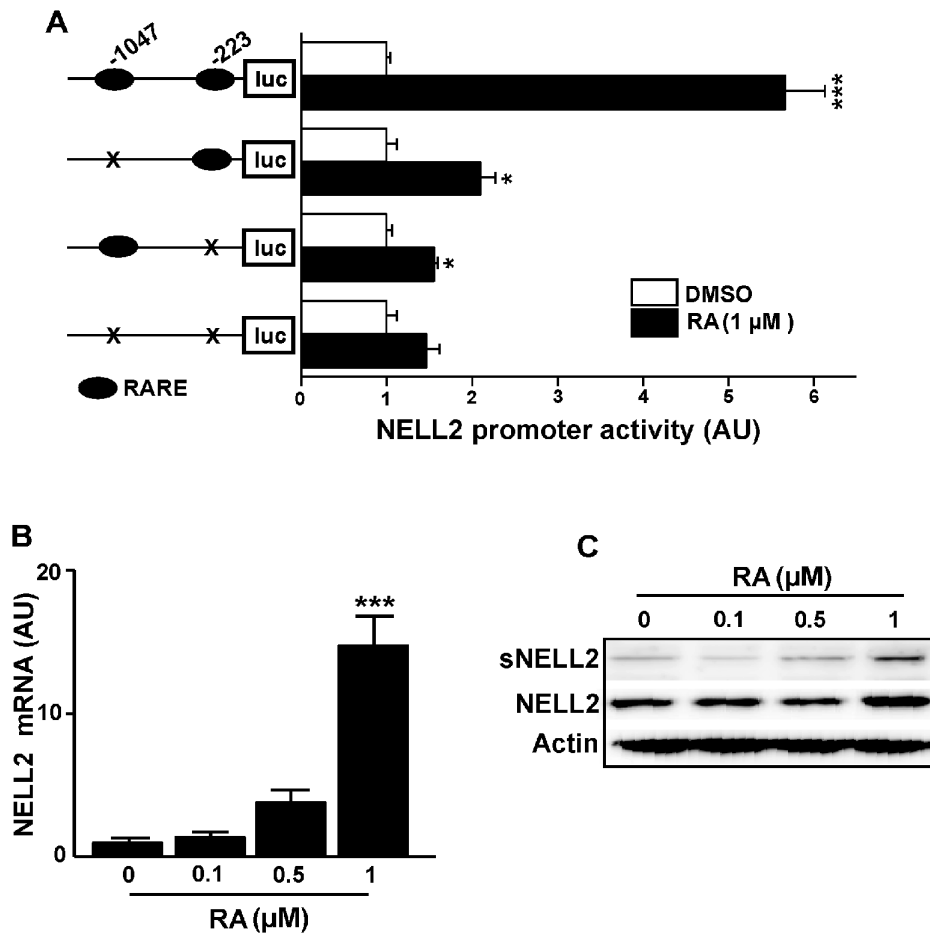 A
-1047 -223
luc
***
luc
*
luc
*
DMSO
RA (1 µM )
luc
RARE
0 1 2 3 4 5 6
NELL2 promoter activity (AU)
B
20
10
0
NELL2 mRNA (AU)
***
0 0.1 0.5 1
RA (µM)
C
RA (µM)
0 0.1 0.5 1
sNELL2
NELL2
Actin